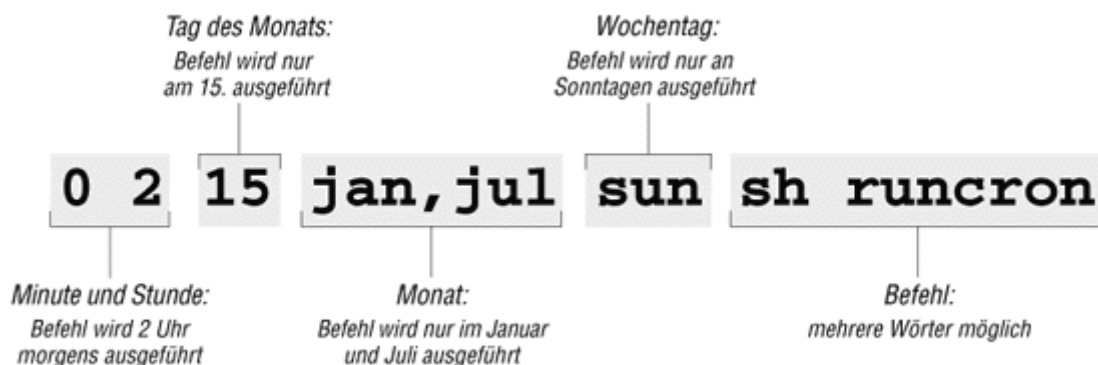 Tag des Monats:
Befehl wird nur
am 15. ausgeführt
Wochentag:
Befehl wird nur an
Sonntagen ausgeführt
0 2 15 jan,jul sun sh runcron
Minute und Stunde:
Befehl wird 2 Uhr
morgens ausgeführt
Monat:
Befehl wird nur im Januar
und Juli ausgeführt
Befehl:
mehrere Wörter möglich